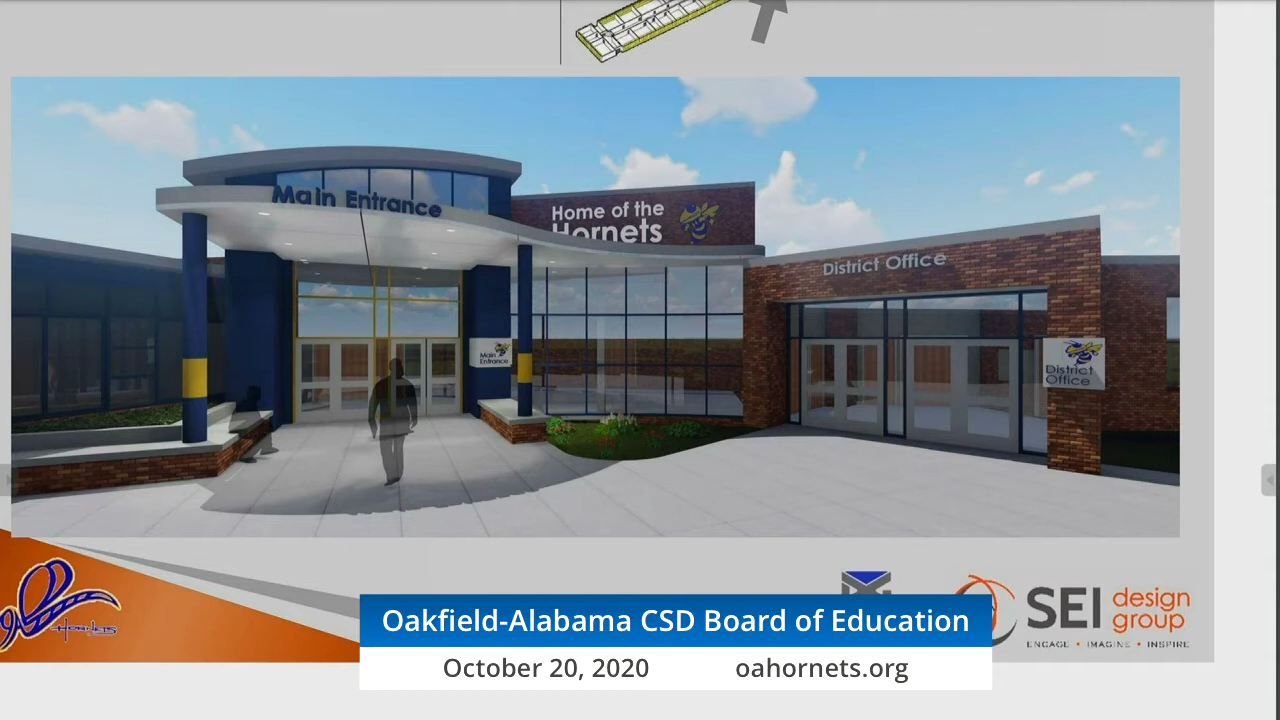 Main Entrance
Home of the
Hornets
District Office
Main
Entrance
District
Office
HORNETS
SEI design
group
ENGAGE • IMAGINE • INSPIRE
Oakfield-Alabama CSD Board of Education
October 20, 2020 oahornets.org